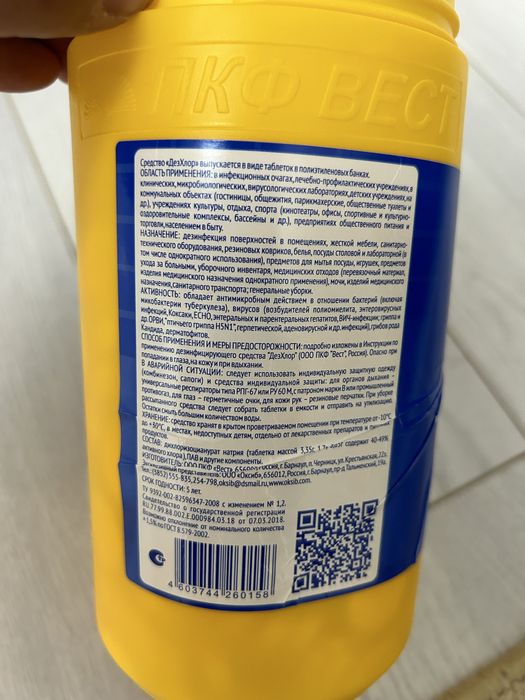 ПКФ ВЕСТ
Средство «ДезХлор» выпускается в виде таблеток в полиэтиленовых банках.
ОБЛАСТЬ ПРИМЕНЕНИЯ: в инфекционных очагах, лечебно-профилактических учреждениях, в
клинических, микробиологических, вирусологических лабораториях, детских учреждениях, на
коммунальных объектах (гостиницы, общежития, парикмахерские, общественные туалеты и
др.), учреждениях культуры, отдыха, спорта (кинотеатры, офисы, спортивные и культурно-
оздоровительные комплексы, бассейны и др.), предприятиях общественного питания и
торговли, населением в быту.
НАЗНАЧЕНИЕ: дезинфекция поверхностей в помещениях, жесткой мебели, санитарно-
технического оборудования, резиновых ковриков, белья, посуды столовой и лабораторной (в
том числе однократного использования), предметов для мытья посуды, игрушек, предметов
ухода за больными, уборочного инвентаря, медицинских отходов (перевязочный материал,
изделия медицинского назначения однократного применения), мочи, изделий медицинского
назначения, санитарного транспорта; генеральные уборки.
АКТИВНОСТЬ: обладает антимикробным действием в отношении бактерий (включая
микобактерии туберкулеза), вирусов (возбудителей полиомиелита, энтеровирусных
инфекций, Коксаки, ECHO, энтеральных и парентеральных гепатитов, ВИЧ-инфекции; гриппа и
др. ОРВИ, "птичьего гриппа H5N1", герпетической, аденовирусной и др. инфекций), грибов рода
Кандида, дерматофитов.
СПОСОБ ПРИМЕНЕНИЯ И МЕРЫ ПРЕДОСТОРОЖНОСТИ: подробно изложены в Инструкции по
применению дезинфицирующего средства "ДезХлор" (ООО ПКФ "Вест", Россия). Опасно при
попадании в глаза, на кожу и при вдыхании.
В АВАРИЙНОЙ СИТУАЦИИ: следует использовать индивидуальную защитную одежду
(комбинезон, сапоги) и средства индивидуальной защиты: для органов дыхания –
универсальные респираторы типа РПГ-67 или РУ 60 М, с патроном марки В или промышленный
противогаз, для глаз – герметичные очки, для кожи рук – резиновые перчатки. При уборке
рассыпанного средства следует собрать таблетки в емкости и отправить на утилизацию.
Остатки смыть большим количеством воды.
ХРАНЕНИЕ: средство хранят в крытом проветриваемом помещении при температуре от -10°С
до +30°С, в местах, недоступных детям, отдельно от лекарственных препаратов и пищевых
продуктов.
СОСТАВ: дихлоризоцианурат натрия (таблетка массой 3,35г, содержит 40-49%
активного хлора), ПАВ и другие компоненты.
ИЗГОТОВИТЕЛЬ: ООО ПКФ «Вест», Россия, г. Барнаул, п. Черницк, ул. Крестьянская, 22з.
представитель: ООО «Оксиб», 656012, Россия, г. Барнаул, пр-д Тальменский, 19а.
Тел.: (3852) 555-835, 254-798, oksib@dsmail.ru, www.oksib.com.
СРОК ГОДНОСТИ: 5 лет.
ТУ 9392-002-82596347-2008 с изменением № 1,2.
Свидетельство о государственной регистрации
RU.77.99.88.002.Е.000984.03.18 от 07.03.2018.
Возможно отклонение от номинального количества
±1,5% по ГОСТ 8.579-2002.
4 603744 260158